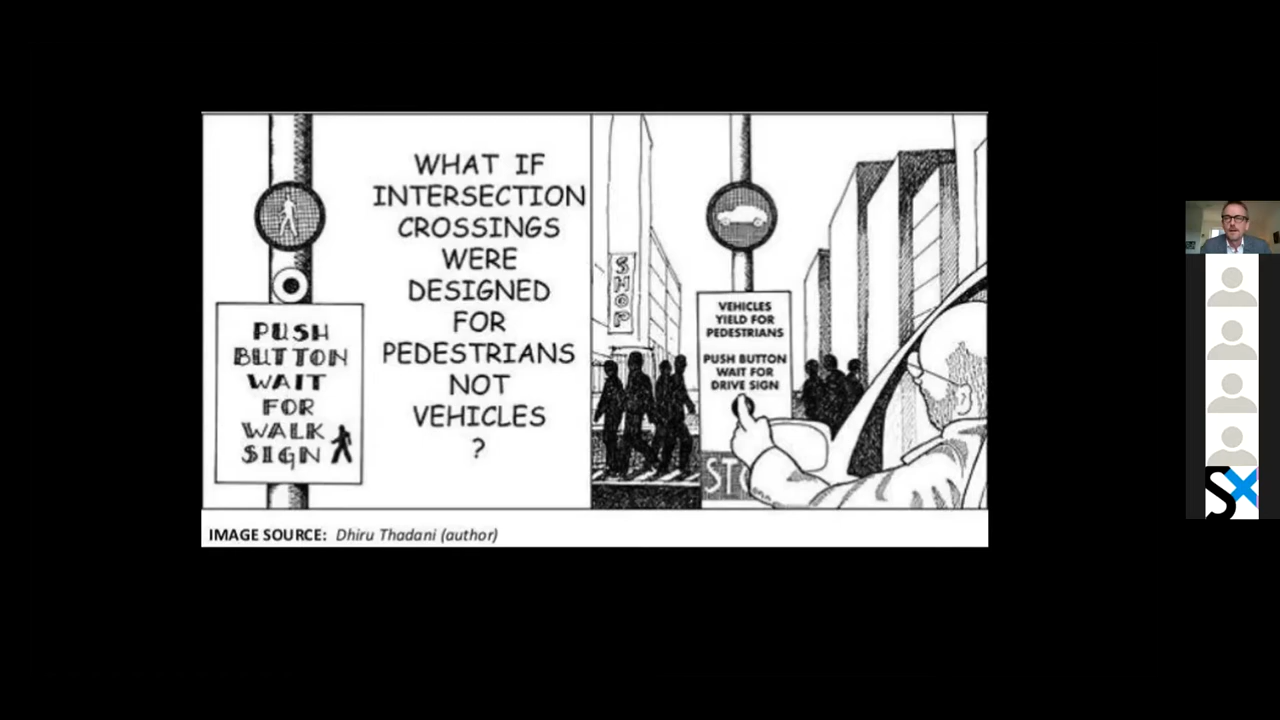 PUSH
BUTTON
WAIT
FOR
WALK
SIGN
WHAT IF
INTERSECTION
CROSSINGS
WERE
DESIGNED
FOR
PEDESTRIANS
NOT
VEHICLES
?
SHOP
VEHICLES
YIELD FOR
PEDESTRIANS
PUSH BUTTON
WAIT FOR
DRIVE SIGN
STO
IMAGE SOURCE: Dhiru Thadani (author)
SX